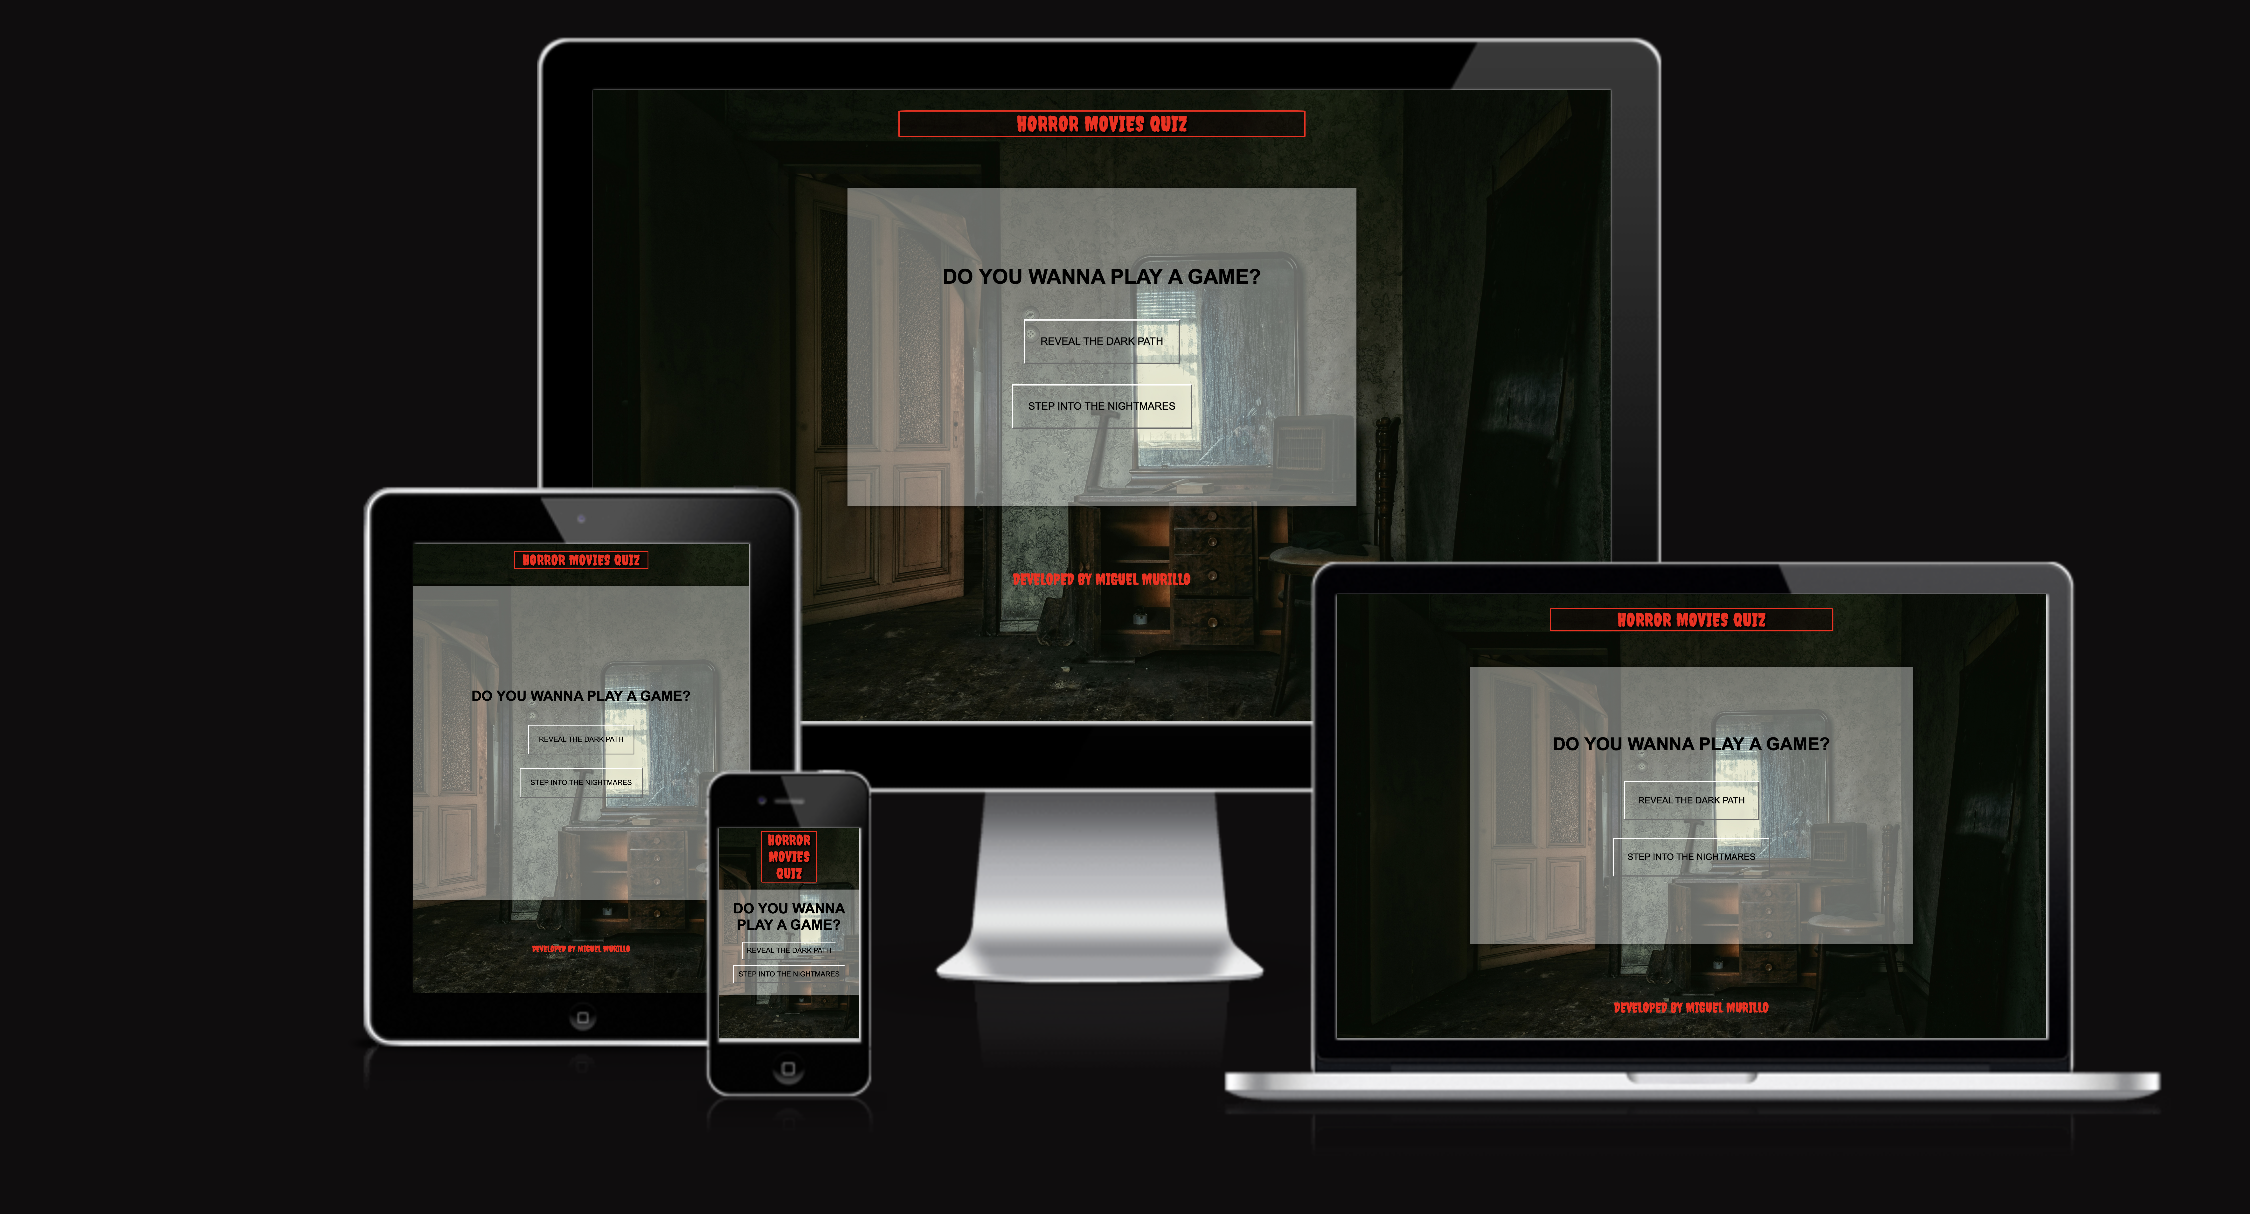 HORROR MOVIES QUIZ
DO YOU WANNA PLAY A GAME?
REVEAL THE DARK PATH
STEP INTO THE NIGHTMARES
DEVELOPED BY MIGUEL MURILLO
HORROR MOVIES QUIZ
DO YOU WANNA PLAY A GAME?
REVEAL THE DARK PATH
STEP INTO THE NIGHTMARES
DEVELOPED BY MIGUEL MURILLO
HORROR
MOVIES
QUIZ
DO YOU WANNA
PLAY A GAME?
REVEAL THE DARK PATH
STEP INTO THE NIGHTMARES
HORROR MOVIES QUIZ
DO YOU WANNA PLAY A GAME?
REVEAL THE DARK PATH
STEP INTO THE NIGHTMARES
DEVELOPED BY MIGUEL MURILLO